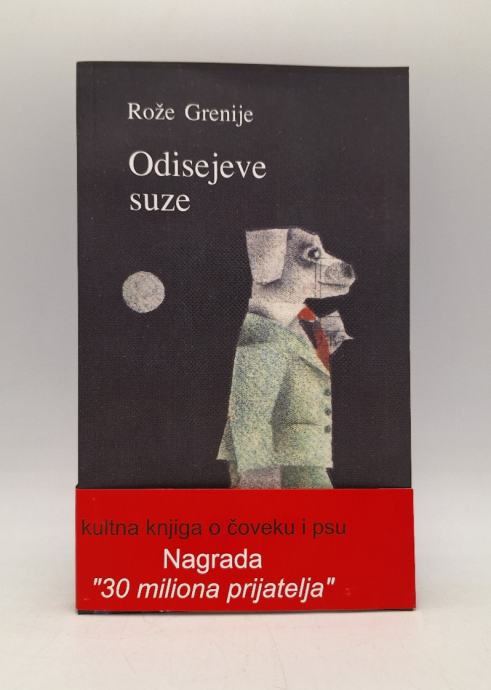 Rože Grenije
Odisejeve
suze
kultna knjiga o čoveku i psu
Nagrada
"30 miliona prijatelja"